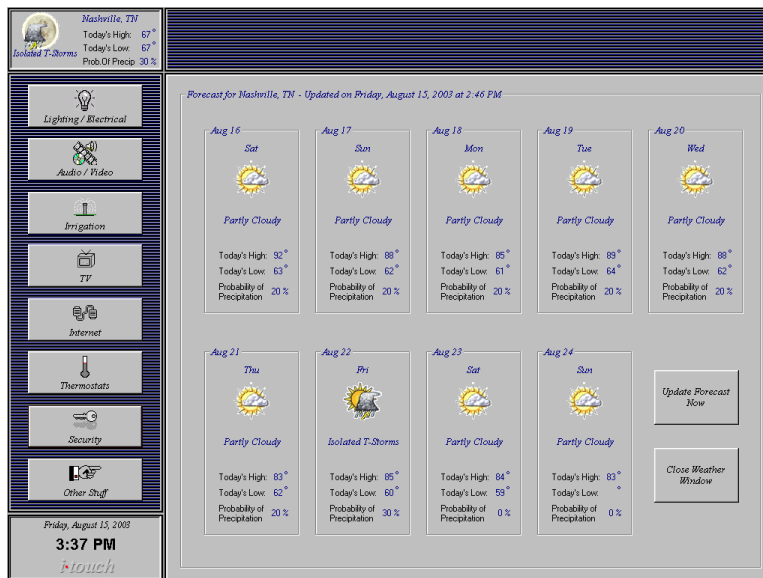 Nashville, TN
Today's High: 67°
Today's Low: 67°
Isolated T-Storms
Prob.Of Precip 30 %
Lighting / Electrical
Audio / Video
Irrigation
TV
Internet
Thermostats
Security
Other Stuff
Friday, August 15, 2003
3:37 PM
i·touch
Forecast for Nashville, TN - Updated on Friday, August 15, 2003 at 2:46 PM
Aug 16
Sat
Partly Cloudy
Today's High: 92°
Today's Low: 63°
Probability of
Precipitation 20 %
Aug 17
Sun
Partly Cloudy
Today's High: 88°
Today's Low: 62°
Probability of
Precipitation 20 %
Aug 18
Mon
Partly Cloudy
Today's High: 85°
Today's Low: 61°
Probability of
Precipitation 20 %
Aug 19
Tue
Partly Cloudy
Today's High: 89°
Today's Low: 64°
Probability of
Precipitation 20 %
Aug 20
Wed
Partly Cloudy
Today's High: 88°
Today's Low: 62°
Probability of
Precipitation 20 %
Aug 21
Thu
Partly Cloudy
Today's High: 83°
Today's Low: 62°
Probability of
Precipitation 20 %
Aug 22
Fri
Isolated T-Storms
Today's High: 85°
Today's Low: 60°
Probability of
Precipitation 30 %
Aug 23
Sat
Partly Cloudy
Today's High: 84°
Today's Low: 59°
Probability of
Precipitation 0 %
Aug 24
Sun
Partly Cloudy
Today's High: 83°
Today's Low: °
Probability of
Precipitation 0 %
Update Forecast
Now
Close Weather
Window